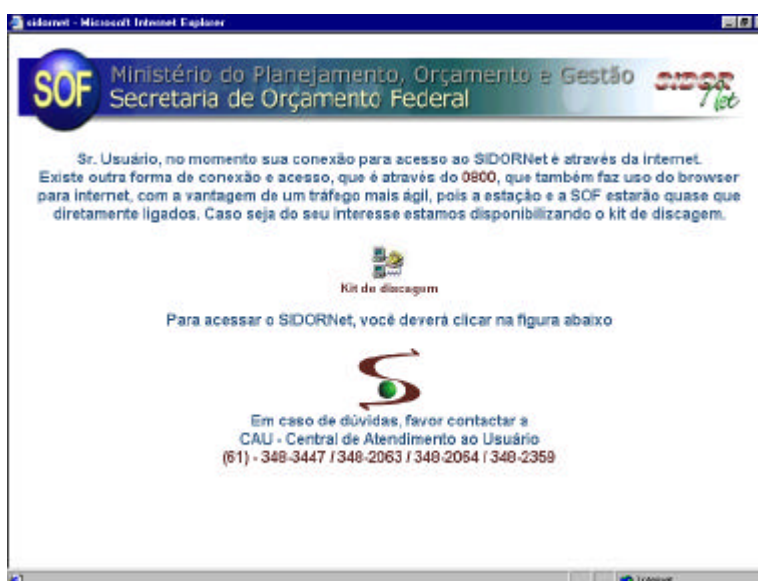 sidornet - Microsoft Internet Explorer
SOF
Ministério do Planejamento, Orçamento e Gestão
Secretaria de Orçamento Federal
SIDOR
Net
Sr. Usuário, no momento sua conexão para acesso ao SIDORNet é através da internet.
Existe outra forma de conexão e acesso, que é através do 0800, que também faz uso do browser
para internet, com a vantagem de um tráfego mais ágil, pois a estação e a SOF estarão quase que
diretamente ligados. Caso seja do seu interesse estamos disponibilizando o kit de discagem.
Kit de discagem
Para acessar o SIDORNet, você deverá clicar na figura abaixo
Em caso de dúvidas, favor contactar a
CAU - Central de Atendimento ao Usuário
(61) - 348-3447 / 348-2063 / 348-2064 / 348-2359
Internet